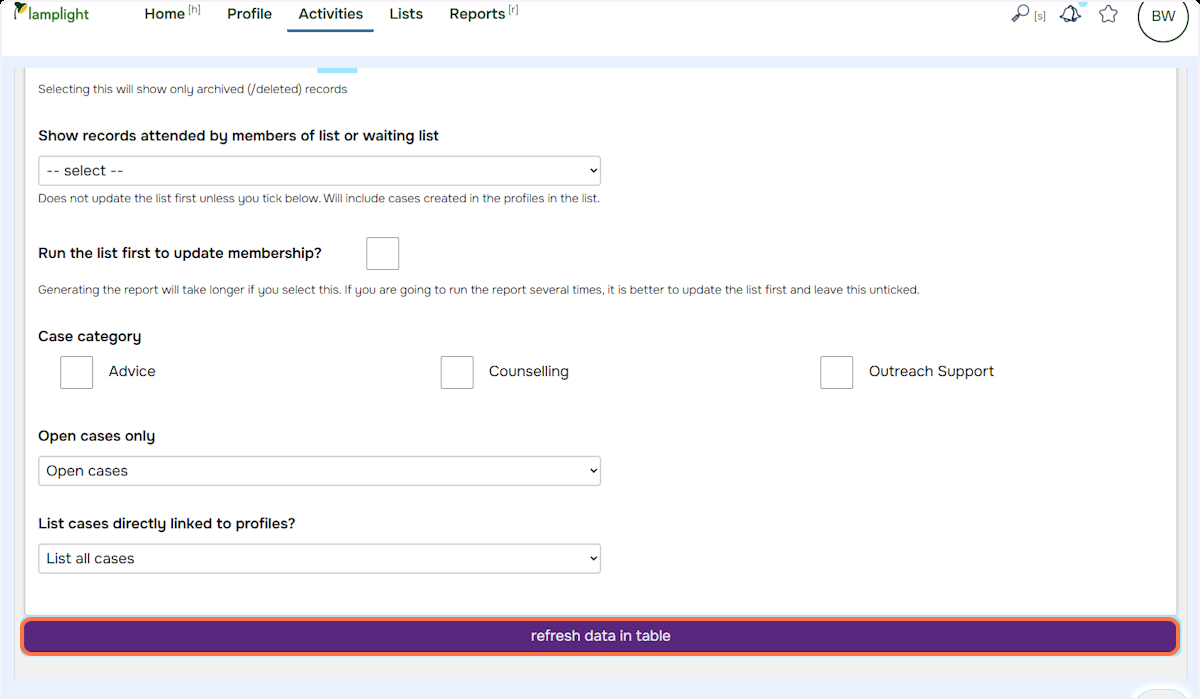 lamplight
Home [h] Profile Activities Lists Reports [r] [s] BW
Selecting this will show only archived (/deleted) records
Show records attended by members of list or waiting list
-- select --
Does not update the list first unless you tick below. Will include cases created in the profiles in the list.
Run the list first to update membership?
Generating the report will take longer if you select this. If you are going to run the report several times, it is better to update the list first and leave this unticked.
Case category
Advice Counselling Outreach Support
Open cases only
Open cases
List cases directly linked to profiles?
List all cases
refresh data in table